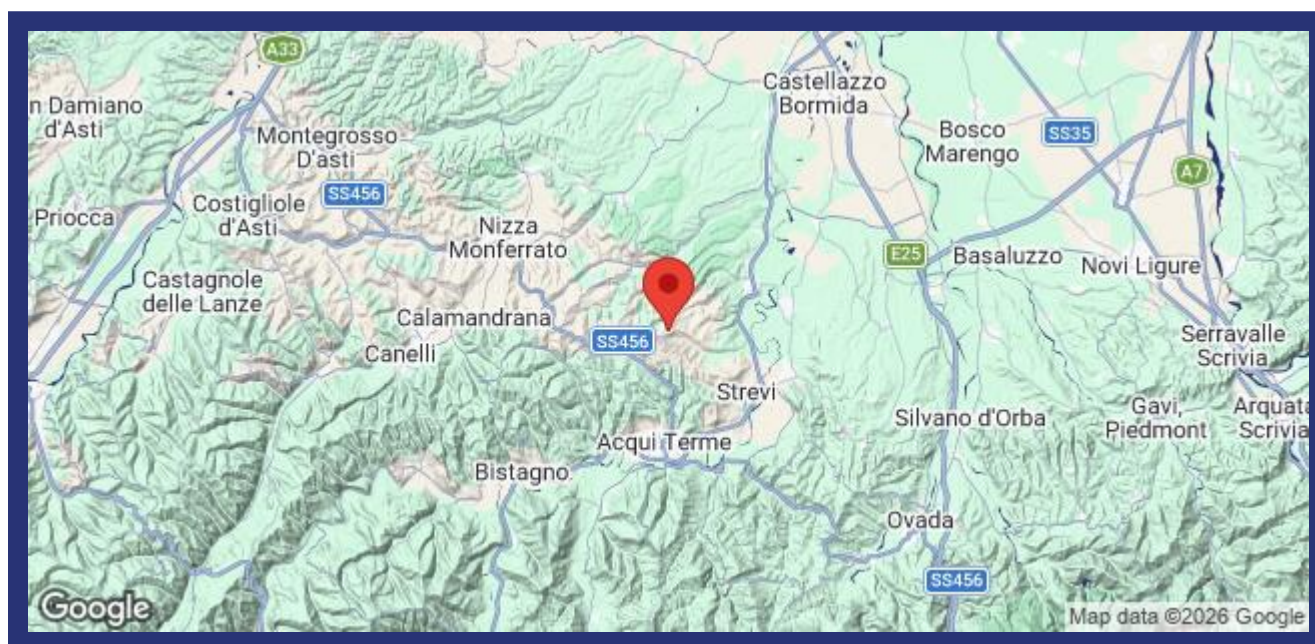 A33
Castellazzo
Bormida
n Damiano
d'Asti
Montegrosso
D'asti
Bosco
Marengo
SS35
A7
SS456
Priocca
Costigliole
d'Asti
Nizza
Monferrato
E25
Basaluzzo
Novi Ligure
Castagnole
delle Lanze
Calamandrana
SS456
Canelli
Serravalle
Scrivia
Strevi
Silvano d'Orba
Gavi,
Piedmont
Arquata
Scrivia
Acqui Terme
Bistagno
Ovada
SS456
Google
Map data ©2026 Google